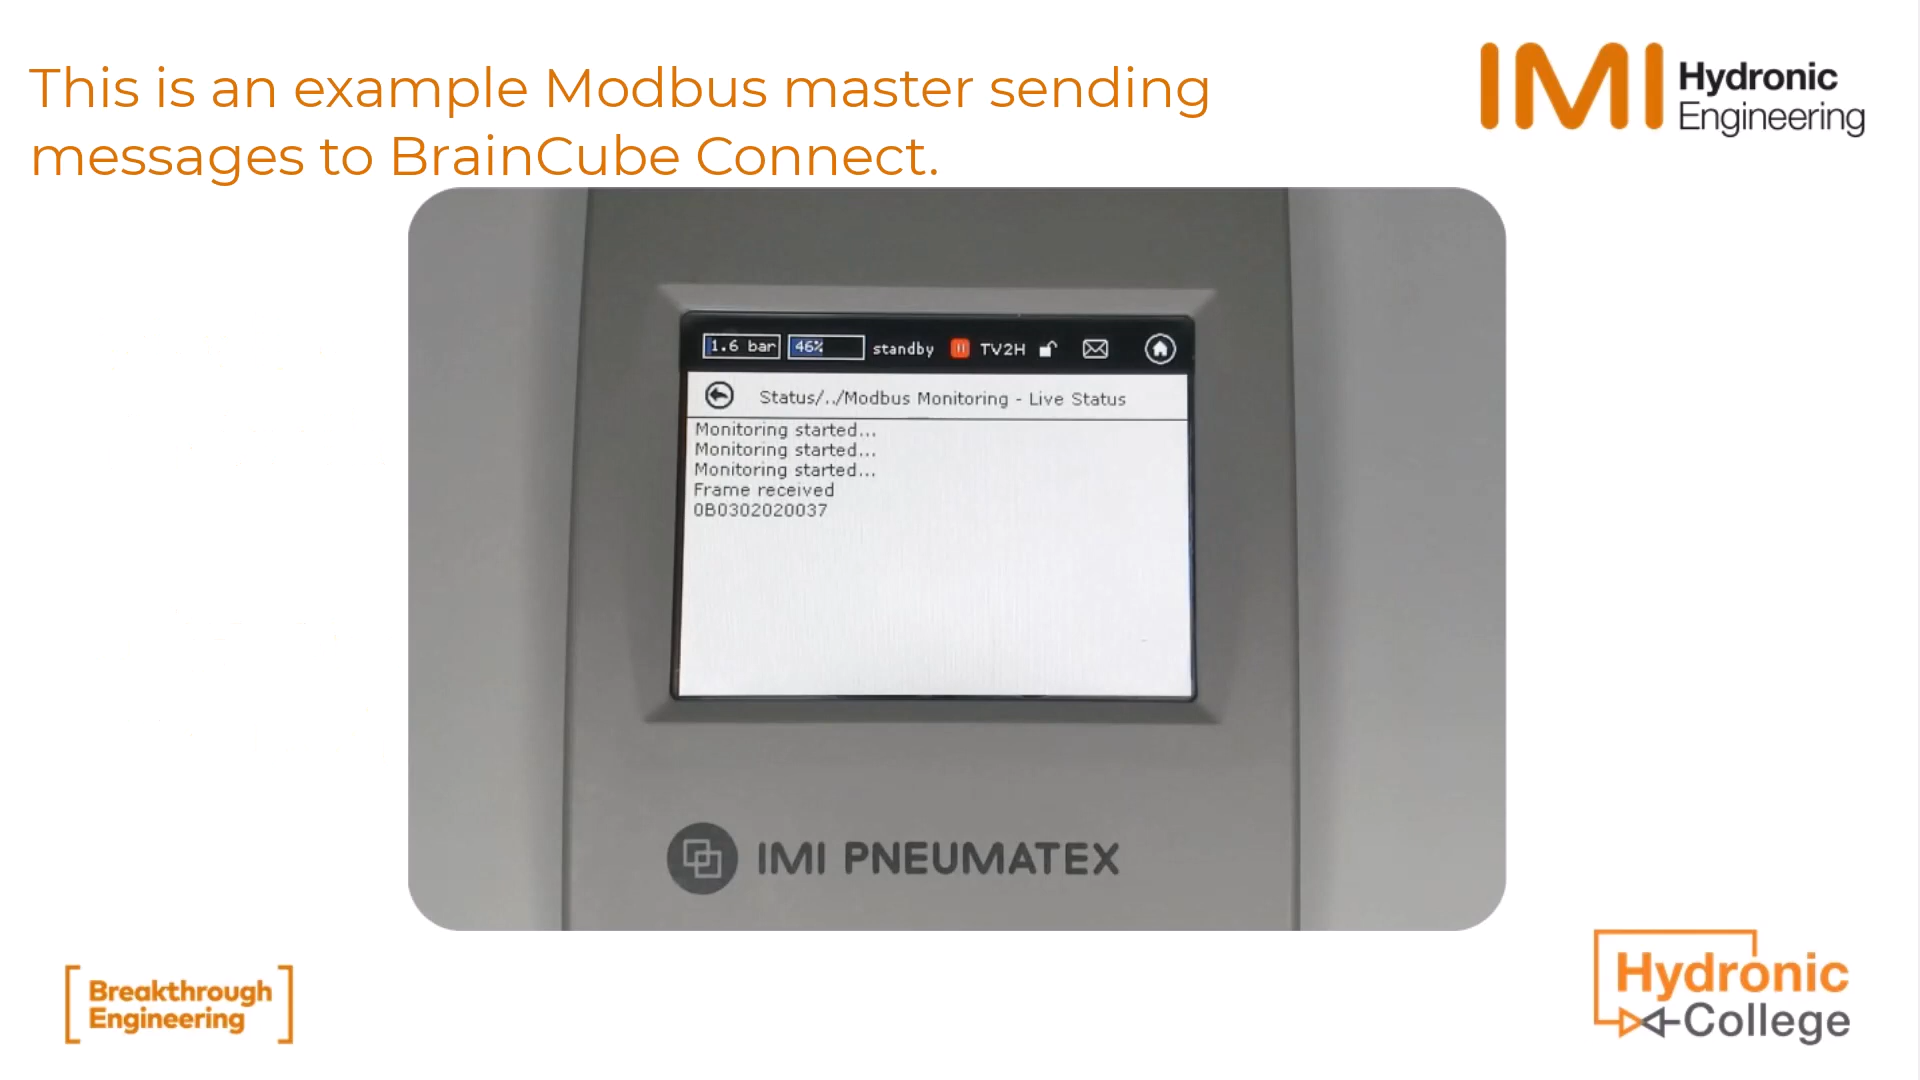 This is an example Modbus master sending
messages to BrainCube Connect.
IMI Hydronic
Engineering
1.6 bar 46% standby TV2H
Status/../Modbus Monitoring - Live Status
Monitoring started...
Monitoring started...
Monitoring started...
Frame received
0B0302020037
IMI PNEUMATEX
Breakthrough
Engineering
Hydronic
College